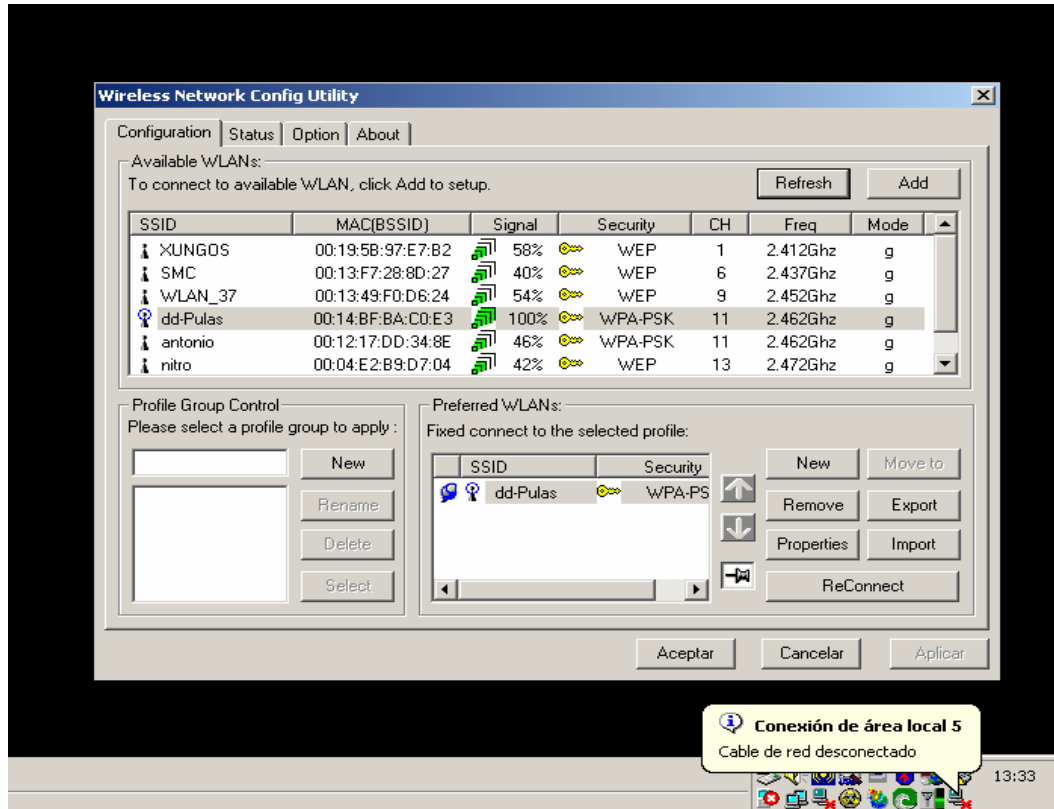 Wireless Network Config Utility
Configuration Status Option About
Available WLANs:
To connect to available WLAN, click Add to setup.
Refresh Add
SSID MAC(BSSID) Signal Security CH Freq Mode
XUNGOS 00:19:5B:97:E7:B2 58% WEP 1 2.412Ghz g
SMC 00:13:F7:28:8D:27 40% WEP 6 2.437Ghz g
WLAN_37 00:13:49:F0:D6:24 54% WEP 9 2.452Ghz g
dd-Pulas 00:14:BF:BA:C0:E3 100% WPA-PSK 11 2.462Ghz g
antonio 00:12:17:DD:34:8E 46% WPA-PSK 11 2.462Ghz g
nitro 00:04:E2:B9:D7:04 42% WEP 13 2.472Ghz g
Profile Group Control
Please select a profile group to apply :
New
Rename
Delete
Select
Preferred WLANs:
Fixed connect to the selected profile:
SSID Security
dd-Pulas WPA-PS
New Move to
Remove Export
Properties Import
ReConnect
Aceptar Cancelar Aplicar
Conexión de área local 5
Cable de red desconectado
13:33